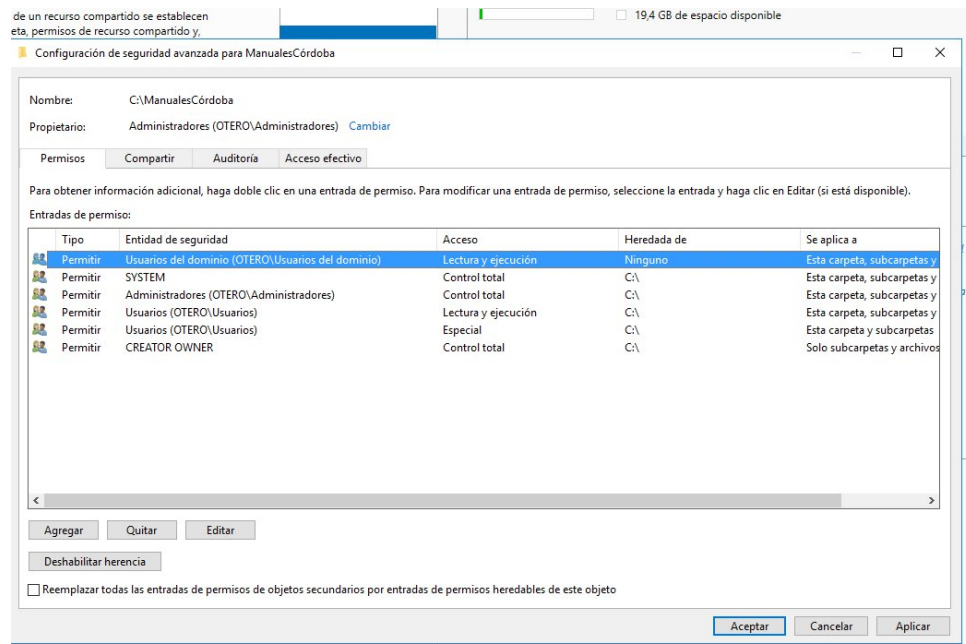 de un recurso compartido se establecen
eta, permisos de recurso compartido y,
19,4 GB de espacio disponible
Configuración de seguridad avanzada para ManualesCórdoba
Nombre: C:\ManualesCórdoba
Propietario: Administradores (OTERO\Administradores) Cambiar
Permisos Compartir Auditoría Acceso efectivo
Para obtener información adicional, haga doble clic en una entrada de permiso. Para modificar una entrada de permiso, seleccione la entrada y haga clic en Editar (si está disponible).
Entradas de permiso:
Tipo Entidad de seguridad Acceso Heredada de Se aplica a
Permitir Usuarios del dominio (OTERO\Usuarios del dominio) Lectura y ejecución Ninguno Esta carpeta, subcarpetas y
Permitir SYSTEM Control total C:\ Esta carpeta, subcarpetas y
Permitir Administradores (OTERO\Administradores) Control total C:\ Esta carpeta, subcarpetas y
Permitir Usuarios (OTERO\Usuarios) Lectura y ejecución C:\ Esta carpeta, subcarpetas y
Permitir Usuarios (OTERO\Usuarios) Especial C:\ Esta carpeta y subcarpetas
Permitir CREATOR OWNER Control total C:\ Solo subcarpetas y archivos
Agregar Quitar Editar
Deshabilitar herencia
Reemplazar todas las entradas de permisos de objetos secundarios por entradas de permisos heredables de este objeto
Aceptar Cancelar Aplicar